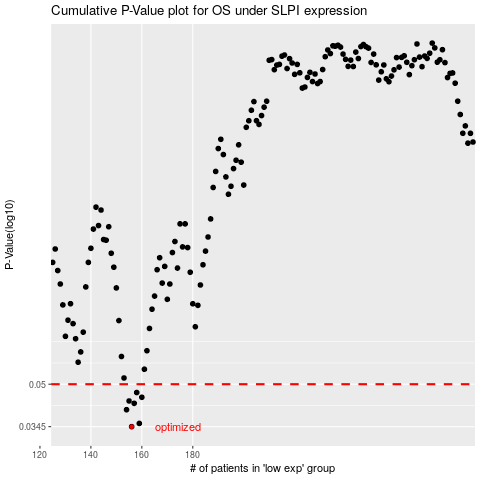 Cumulative P-Value plot for OS under SLPI expression
P-Value(log10)
0.05
0.0345
optimized
120 140 160 180
# of patients in 'low exp' group